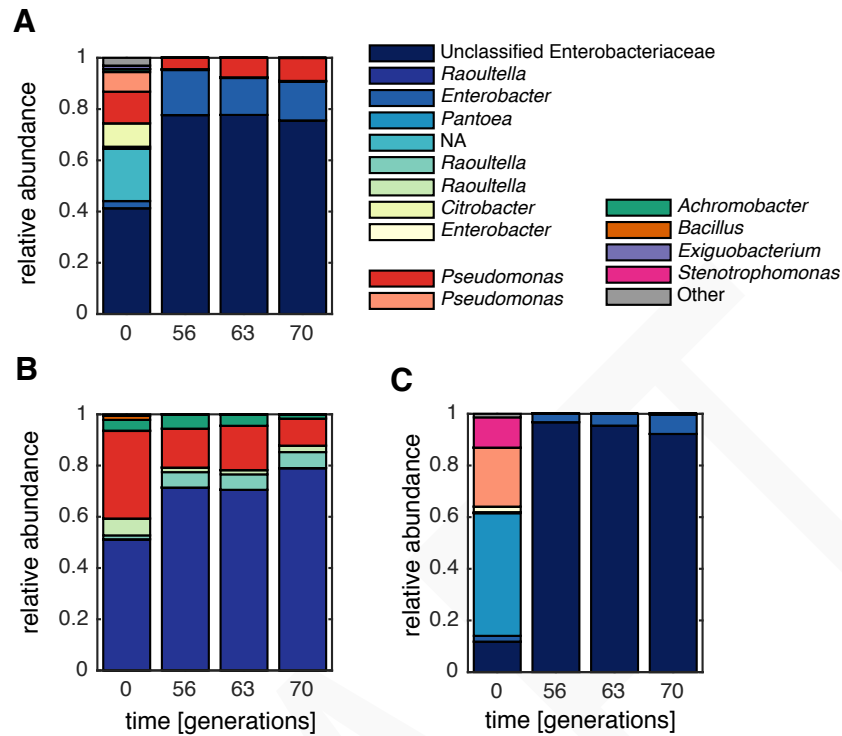 A
relative abundance
1
0.8
0.6
0.4
0.2
0
0 56 63 70
Unclassified Enterobacteriaceae
Raoultella
Enterobacter
Pantoea
NA
Raoultella
Raoultella
Citrobacter
Enterobacter
Pseudomonas
Pseudomonas
Achromobacter
Bacillus
Exiguobacterium
Stenotrophomonas
Other
B
relative abundance
1
0.8
0.6
0.4
0.2
0
0 56 63 70
time [generations]
C
relative abundance
1
0.8
0.6
0.4
0.2
0
0 56 63 70
time [generations]